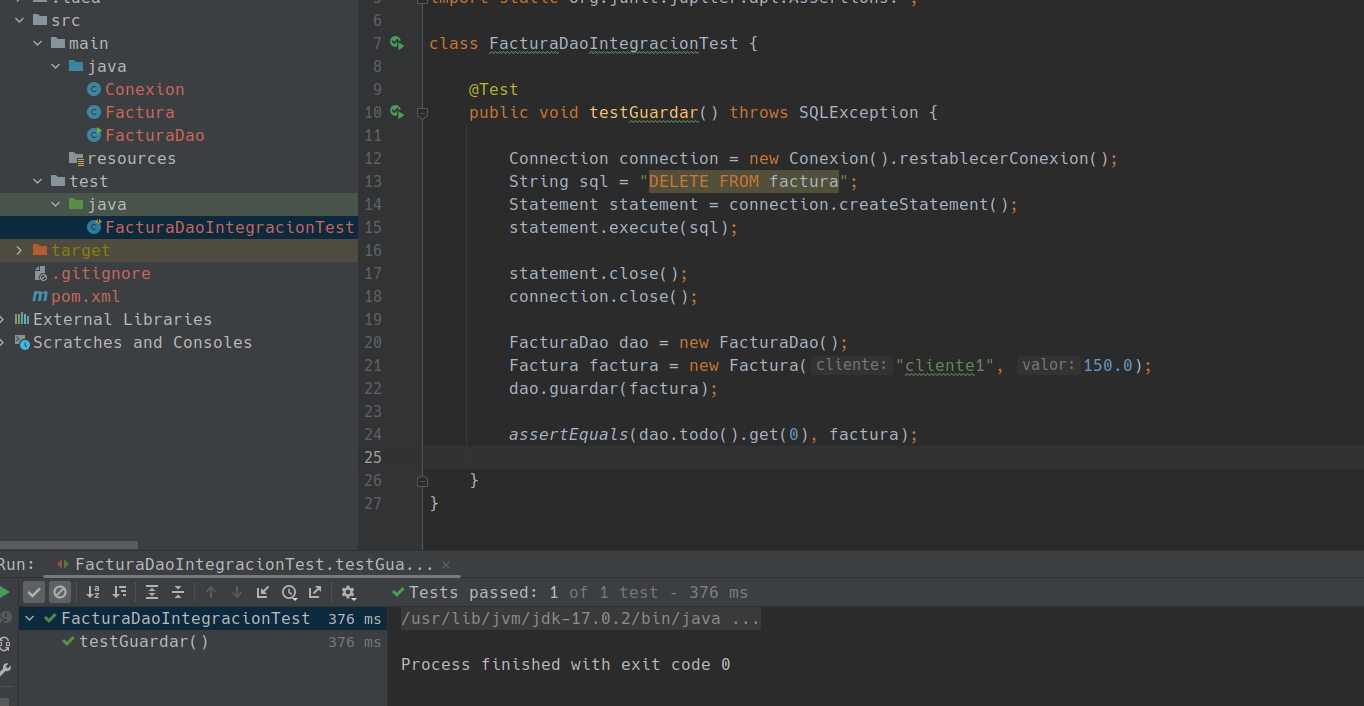 .idea
src
main
java
Conexion
Factura
FacturaDao
resources
test
java
FacturaDaoIntegracionTest
target
.gitignore
pom.xml
External Libraries
Scratches and Consoles
5 import static org.junit.jupiter.api.Assertions.*;
6
7 class FacturaDaoIntegracionTest {
8
9 @Test
10 public void testGuardar() throws SQLException {
11
12 Connection connection = new Conexion().restablecerConexion();
13 String sql = "DELETE FROM factura";
14 Statement statement = connection.createStatement();
15 statement.execute(sql);
16
17 statement.close();
18 connection.close();
19
20 FacturaDao dao = new FacturaDao();
21 Factura factura = new Factura( cliente: "cliente1", valor: 150.0);
22 dao.guardar(factura);
23
24 assertEquals(dao.todo().get(0), factura);
25
26 }
27 }
Run: FacturaDaoIntegracionTest.testGua... ×
Tests passed: 1 of 1 test - 376 ms
FacturaDaoIntegracionTest 376 ms
testGuardar() 376 ms
/usr/lib/jvm/jdk-17.0.2/bin/java ...
Process finished with exit code 0